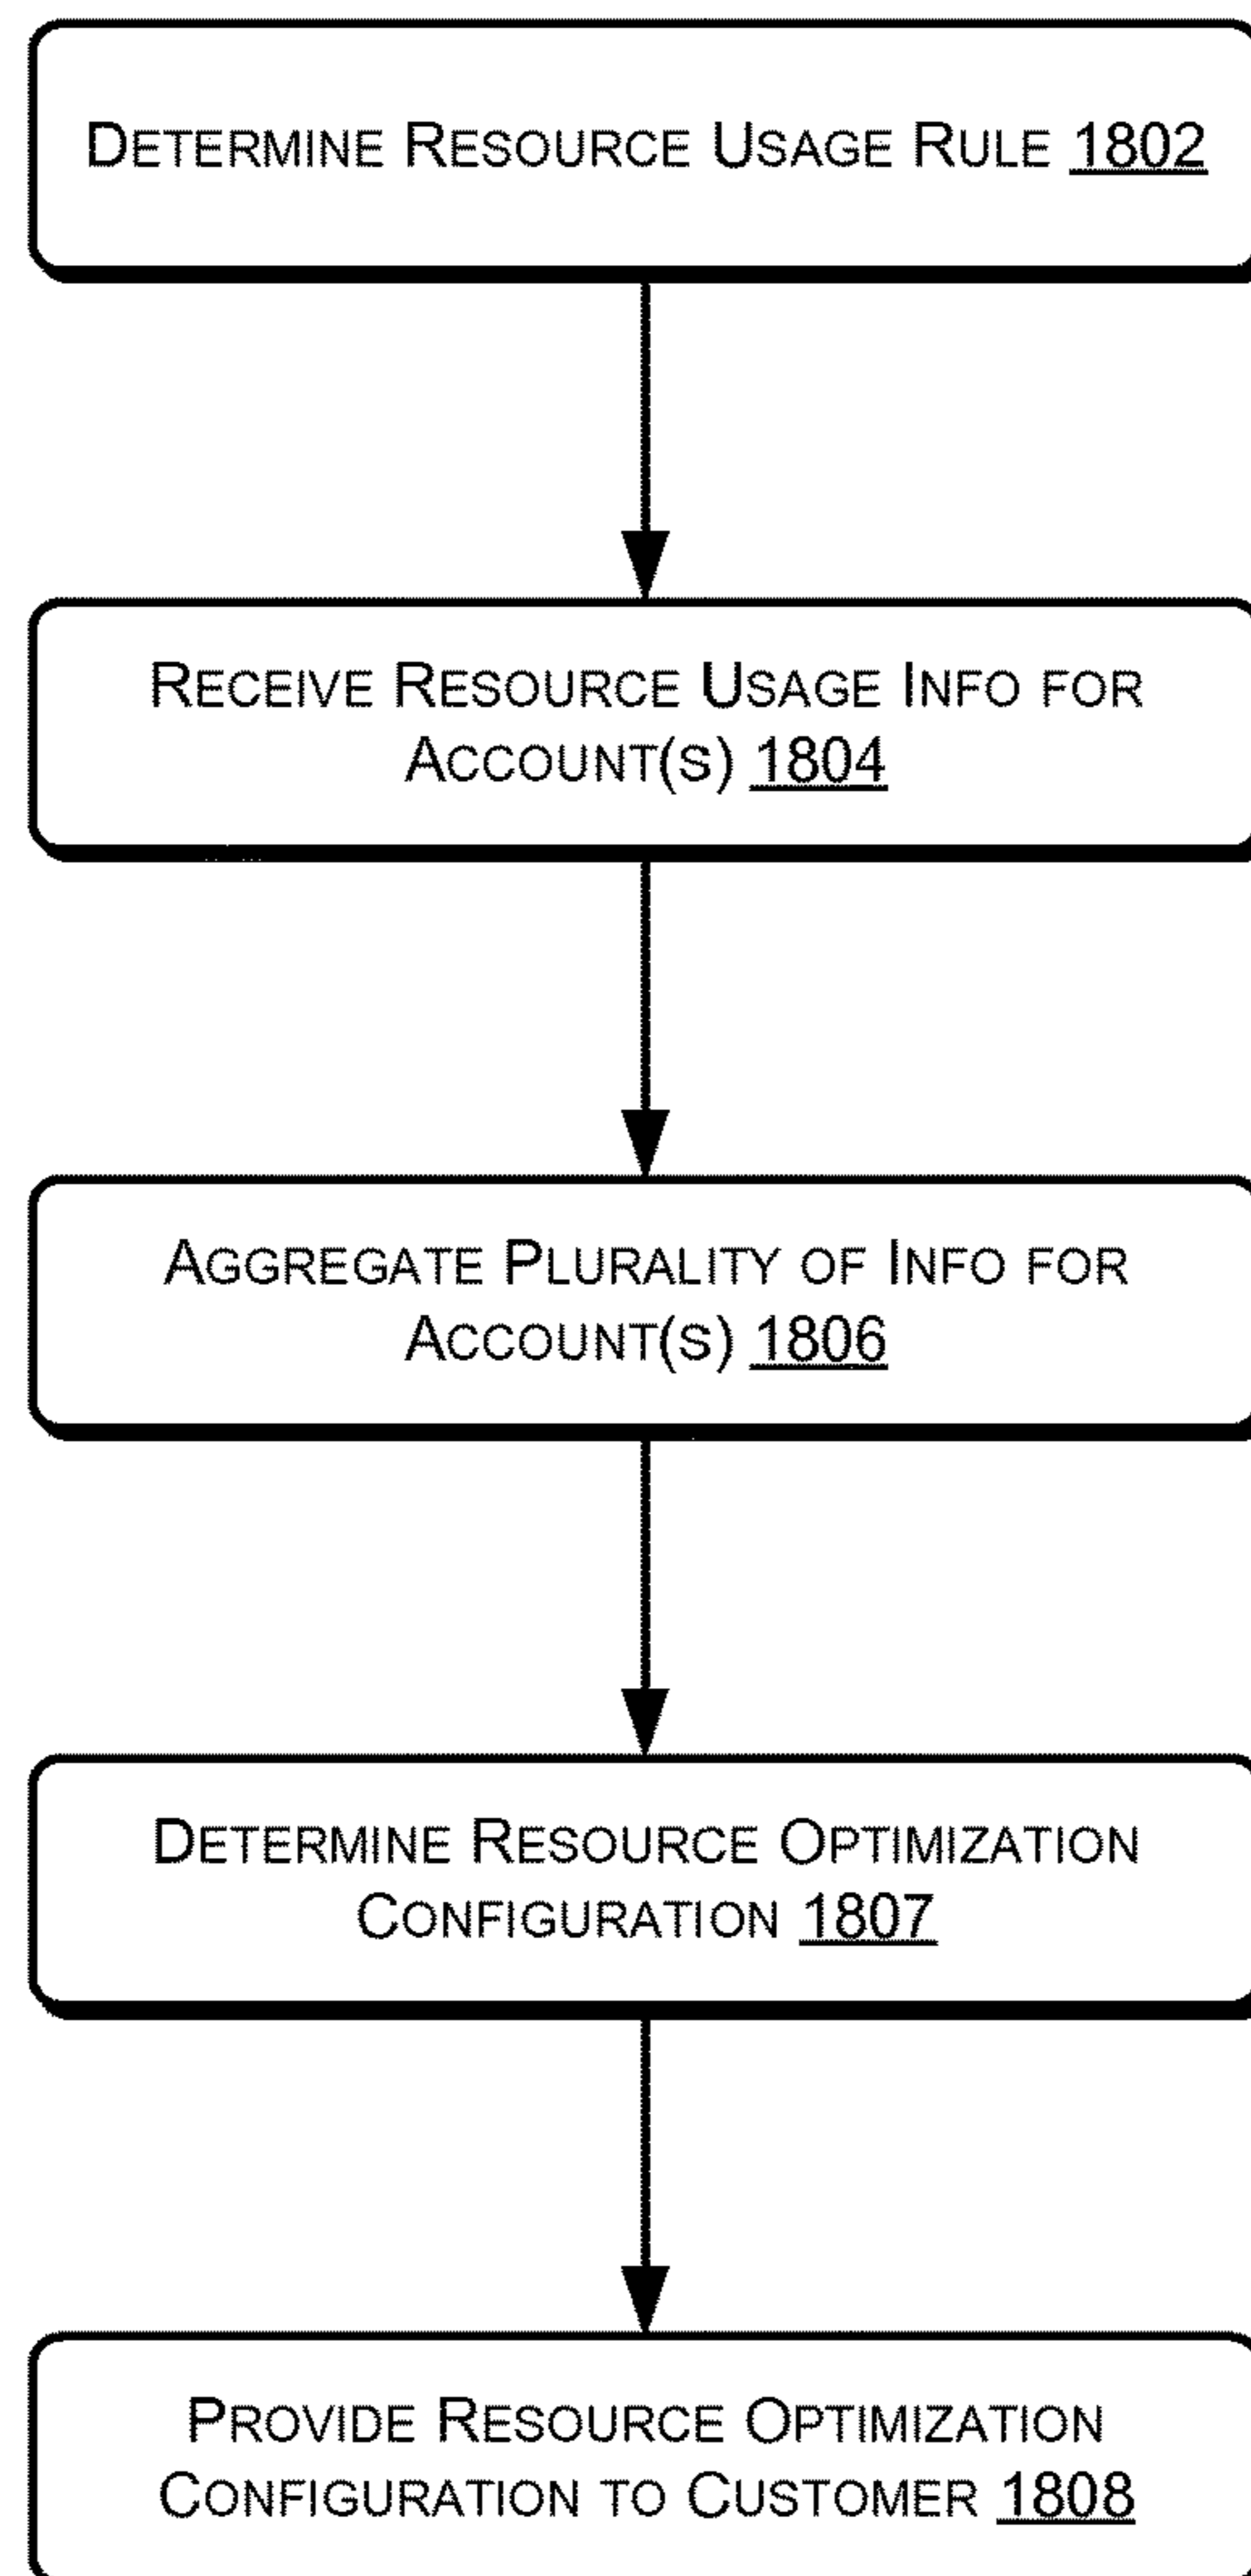 DETERMINE RESOURCE USAGE RULE 1802
RECEIVE RESOURCE USAGE INFO FOR
ACCOUNT(S) 1804
AGGREGATE PLURALITY OF INFO FOR
ACCOUNT(S) 1806
DETERMINE RESOURCE OPTIMIZATION
CONFIGURATION 1807
PROVIDE RESOURCE OPTIMIZATION
CONFIGURATION TO CUSTOMER 1808